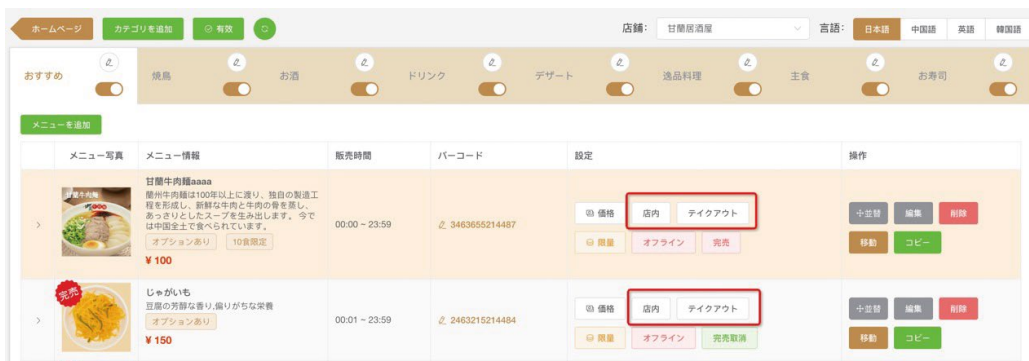 ホームページ
カテゴリを追加
有效
店鋪:
甘蘭居酒屋
言語:
日本語
中国語
英語
韓国語
おすすめ
焼鳥
お酒
ドリンク
デザート
逸品料理
主食
お寿司
メニューを追加
メニュー写真 メニュー情報 販売時間 バーコード 設定 操作
甘蘭牛肉麺
甘蘭牛肉麺aaaa
蘭州牛肉麺は100年以上に渡り、独自の製造工
程を形成し、新鮮な牛肉と牛肉の骨を蒸し、
あっさりとしたスープを生み出します。今で
は中国全土で食べられています。
オプションあり 10食限定
¥ 100
00:00 ~ 23:59
3463655214487
価格 店内 テイクアウト
限量 オフライン 完売
並替 編集 削除
移動 コピー
完売
じゃがいも
豆腐の芳醇な香り,偏りがちな栄養
オプションあり
¥ 150
00:01 ~ 23:59
2463215214484
価格 店内 テイクアウト
限量 オフライン 完売取消
並替 編集 削除
移動 コピー